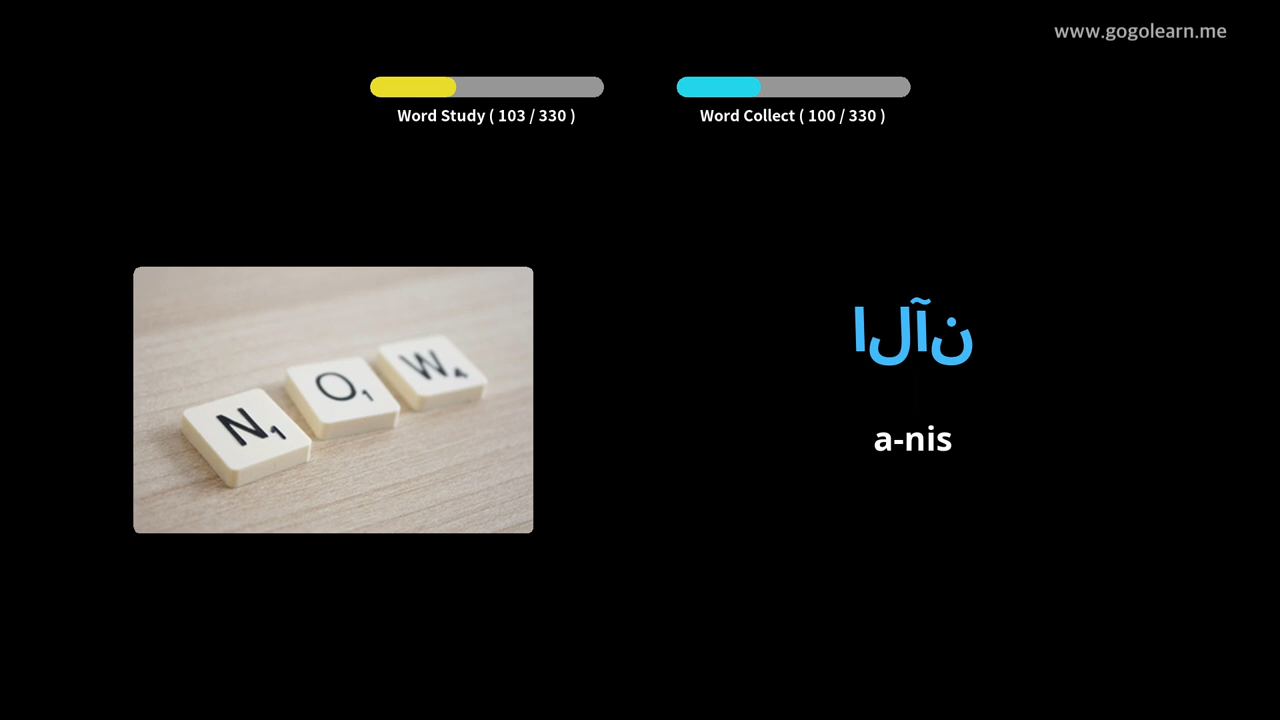 www.gogolearn.me
Word Study ( 103 / 330 )
Word Collect ( 100 / 330 )
N1 O1 W4
الآن
a-nis